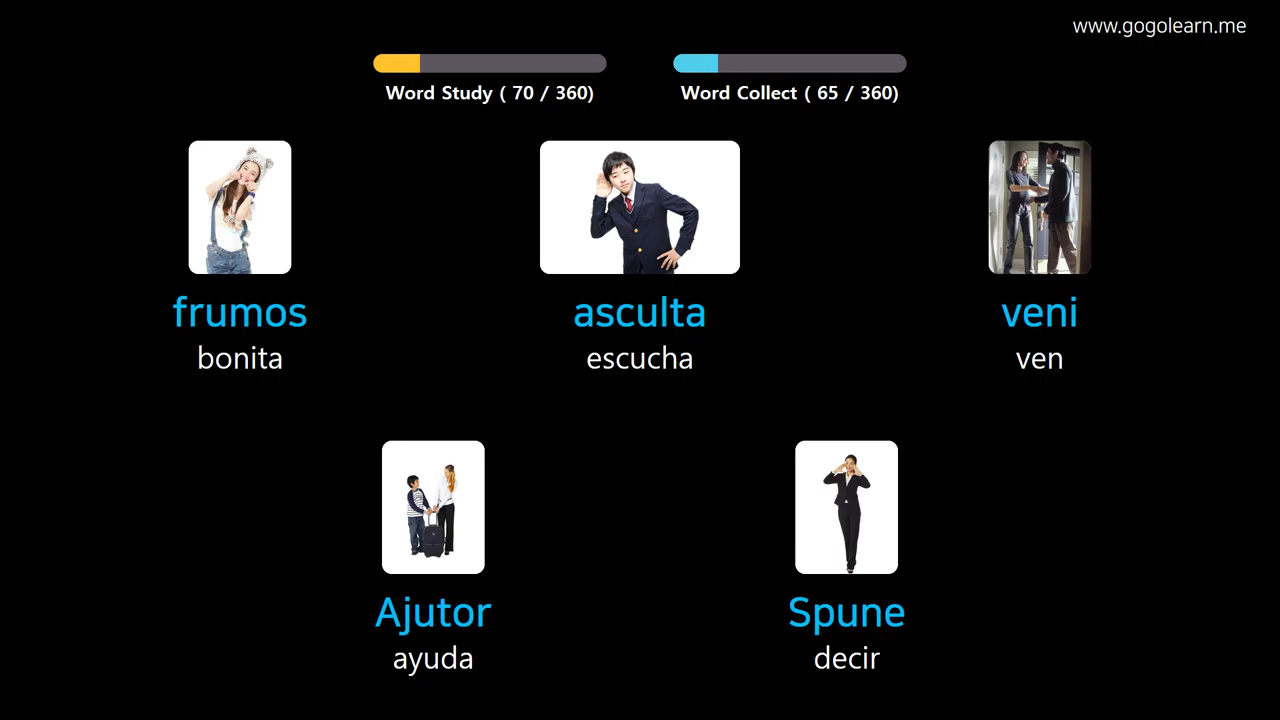 www.gogolearn.me
Word Study ( 70 / 360)
Word Collect ( 65 / 360)
frumos
bonita
asculta
escucha
veni
ven
Ajutor
ayuda
Spune
decir